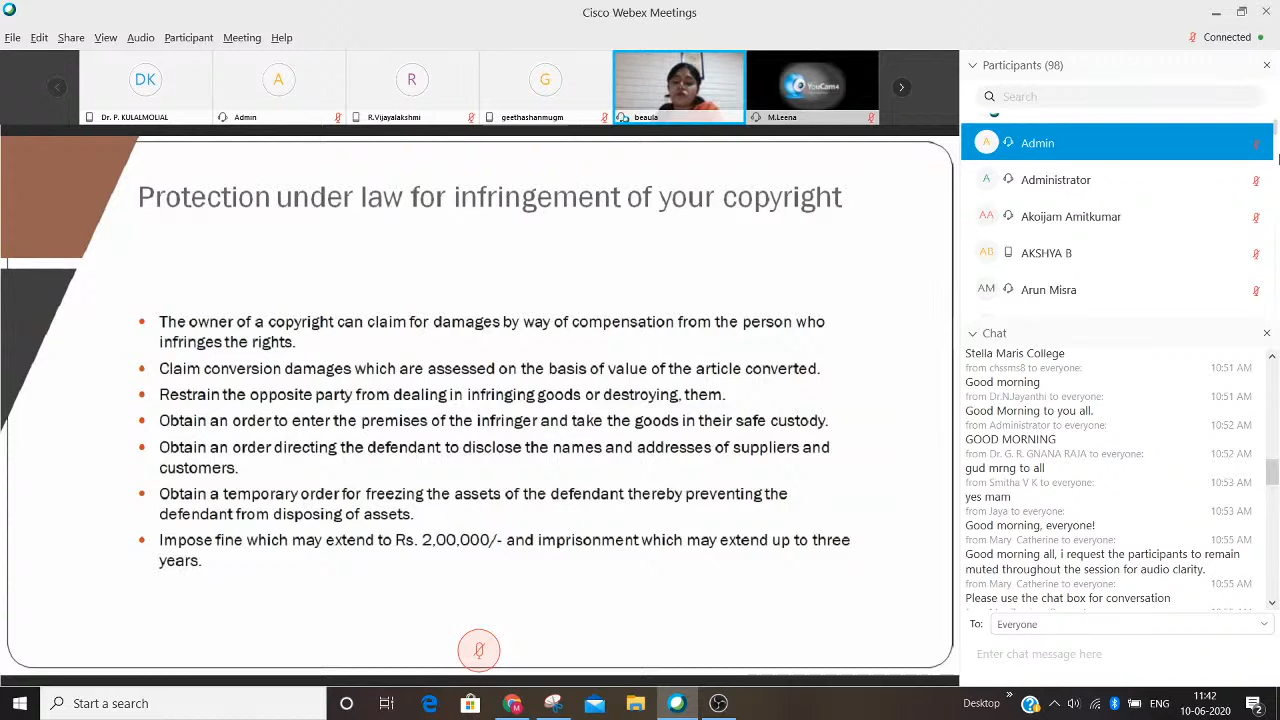 Cisco Webex Meetings
File Edit Share View Audio Participant Meeting Help
Connected
DK
A
R
G
YouCam4
Dr. P. KULALMOLIAL
Admin
R.Vijayalakshmi
geethashanmugm
beaula
M.Leena
Protection under law for infringement of your copyright
The owner of a copyright can claim for damages by way of compensation from the person who
infringes the rights.
Claim conversion damages which are assessed on the basis of value of the article converted.
Restrain the opposite party from dealing in infringing goods or destroying, them.
Obtain an order to enter the premises of the infringer and take the goods in their safe custody.
Obtain an order directing the defendant to disclose the names and addresses of suppliers and
customers.
Obtain a temporary order for freezing the assets of the defendant thereby preventing the
defendant from disposing of assets.
Impose fine which may extend to Rs. 2,00,000/- and imprisonment which may extend up to three
years.
Participants (98)
Search
A Admin
A Administrator
AA Akoijam Amitkumar
AB AKSHYA B
AM Arun Misra
Chat
Stella Maris College
from chssms8 to everyone: 10:51 AM
Good morning
from Dr.N.Jayanthi to everyone: 10:51 AM
Good Morning to you all.
from Administrator to everyone: 10:52 AM
GOOD MORNING
from Dr. G. R. GNANA RAJA to everyone: 10:52 AM
gud mrng to all
from Smitha V K to everyone: 10:53 AM
yes mam
from Jaya to everyone: 10:53 AM
Good morning, everyone!
from Mary Catherine to everyone: 10:55 AM
Good morning all, i request the participants to remain
muted throughout the session for audio clarity.
from Mary Catherine to everyone: 10:55 AM
Please use the chat box for conversation
To: Everyone
Enter chat message here
Start a search
Desktop
ENG
11:42
10-06-2020